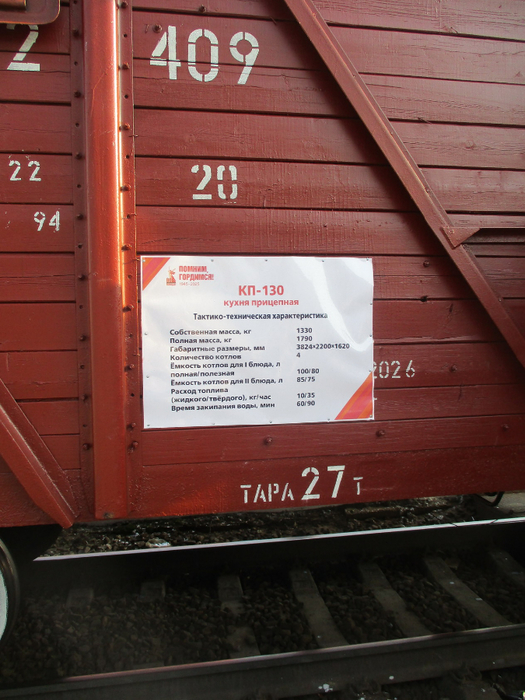 2 409
22 20
94
ПОМНИМ,
ГОРДИМСЯ!
КП-130
кухня прицепная
Тактико-техническая характеристика
Собственная масса, кг 1330
Полная масса, кг 1790
Габаритные размеры, мм 3824×2200×1620
Количество котлов 4
Ёмкость котлов для I блюда, л
полная/полезная 100/80
Ёмкость котлов для II блюда, л 85/75
Расход топлива
(жидкого/твёрдого), кг/час 10/35
Время закипания воды, мин 60/90
2026
ТАРА 27 т